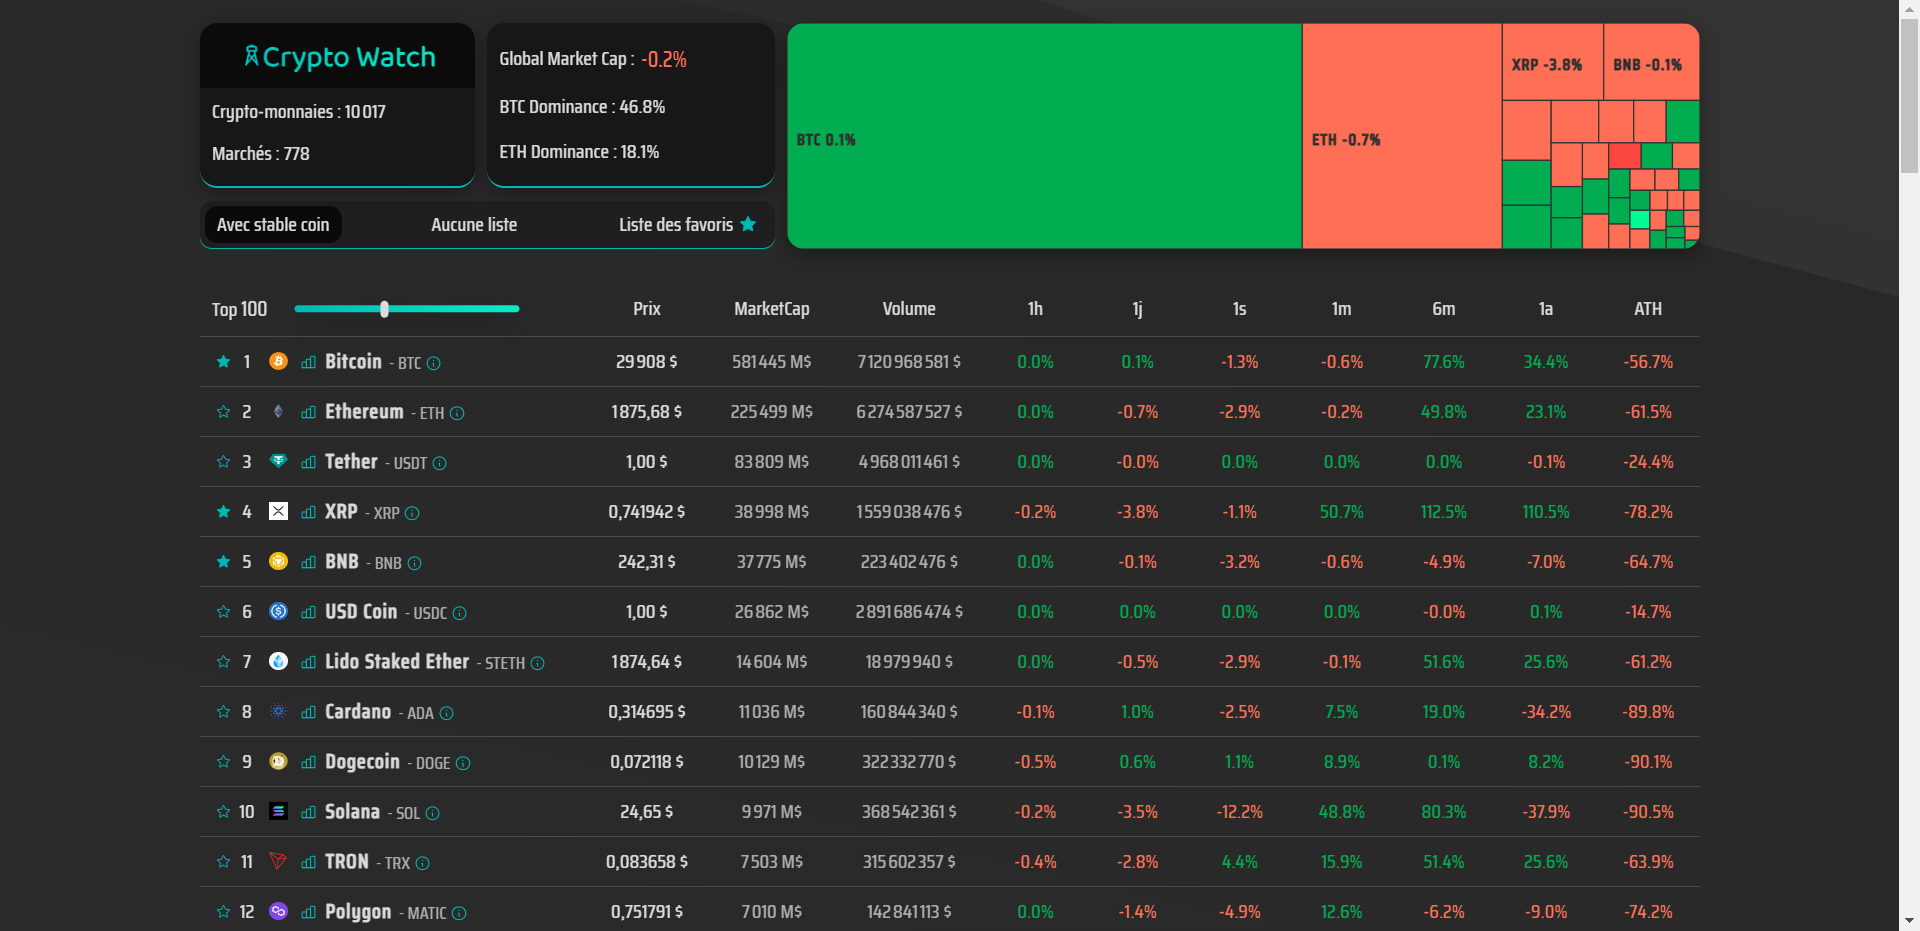 Crypto Watch
Crypto-monnaies : 10 017
Marchés : 778
Global Market Cap : -0.2%
BTC Dominance : 46.8%
ETH Dominance : 18.1%
Avec stable coin Aucune liste Liste des favoris
BTC 0.1%
ETH -0.7%
XRP -3.8%
BNB -0.1%
Top 100 Prix MarketCap Volume 1h 1j 1s 1m 6m 1a ATH
1 Bitcoin - BTC 29 908 $ 581 445 M$ 7 120 968 581 $ 0.0% 0.1% -1.3% -0.6% 77.6% 34.4% -56.7%
2 Ethereum - ETH 1 875,68 $ 225 499 M$ 6 274 587 527 $ 0.0% -0.7% -2.9% -0.2% 49.8% 23.1% -61.5%
3 Tether - USDT 1,00 $ 83 809 M$ 4 968 011 461 $ 0.0% -0.0% 0.0% 0.0% 0.0% -0.1% -24.4%
4 XRP - XRP 0,741942 $ 38 998 M$ 1 559 038 476 $ -0.2% -3.8% -1.1% 50.7% 112.5% 110.5% -78.2%
5 BNB - BNB 242,31 $ 37 775 M$ 223 402 476 $ 0.0% -0.1% -3.2% -0.6% -4.9% -7.0% -64.7%
6 USD Coin - USDC 1,00 $ 26 862 M$ 2 891 686 474 $ 0.0% 0.0% 0.0% 0.0% -0.0% 0.1% -14.7%
7 Lido Staked Ether - STETH 1 874,64 $ 14 604 M$ 18 979 940 $ 0.0% -0.5% -2.9% -0.1% 51.6% 25.6% -61.2%
8 Cardano - ADA 0,314695 $ 11 036 M$ 160 844 340 $ -0.1% 1.0% -2.5% 7.5% 19.0% -34.2% -89.8%
9 Dogecoin - DOGE 0,072118 $ 10 129 M$ 322 332 770 $ -0.5% 0.6% 1.1% 8.9% 0.1% 8.2% -90.1%
10 Solana - SOL 24,65 $ 9 971 M$ 368 542 361 $ -0.2% -3.5% -12.2% 48.8% 80.3% -37.9% -90.5%
11 TRON - TRX 0,083658 $ 7 503 M$ 315 602 357 $ -0.4% -2.8% 4.4% 15.9% 51.4% 25.6% -63.9%
12 Polygon - MATIC 0,751791 $ 7 010 M$ 142 841 113 $ 0.0% -1.4% -4.9% 12.6% -6.2% -9.0% -74.2%